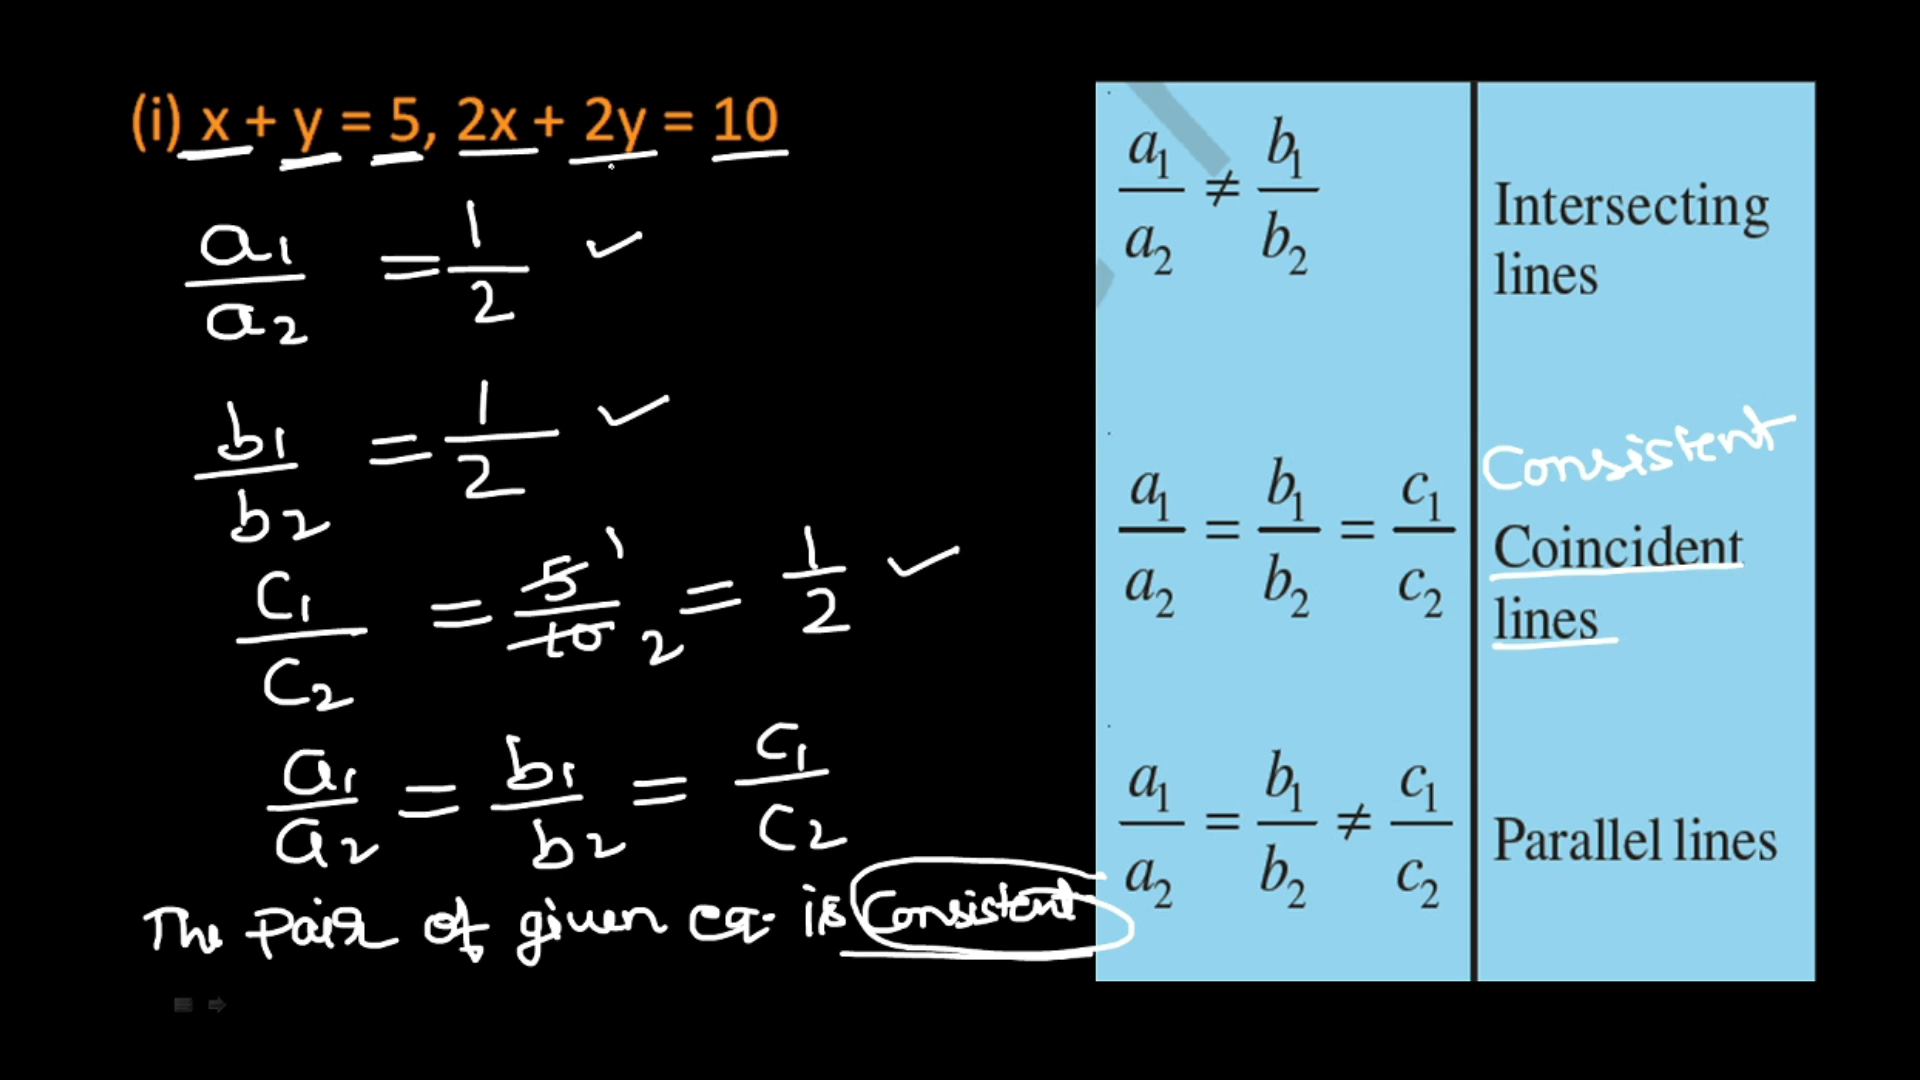 (i) x + y = 5, 2x + 2y = 10
a1/a2 = 1/2 ✓
b1/b2 = 1/2 ✓
c1/c2 = 5 1/10 2 = 1/2 ✓
a1/a2 = b1/b2 = c1/c2
The pair of given eq. is Consistent
a₁/a₂ ≠ b₁/b₂
Intersecting
lines
Consistent
a₁/a₂ = b₁/b₂ = c₁/c₂
Coincident
lines
a₁/a₂ = b₁/b₂ ≠ c₁/c₂
Parallel lines